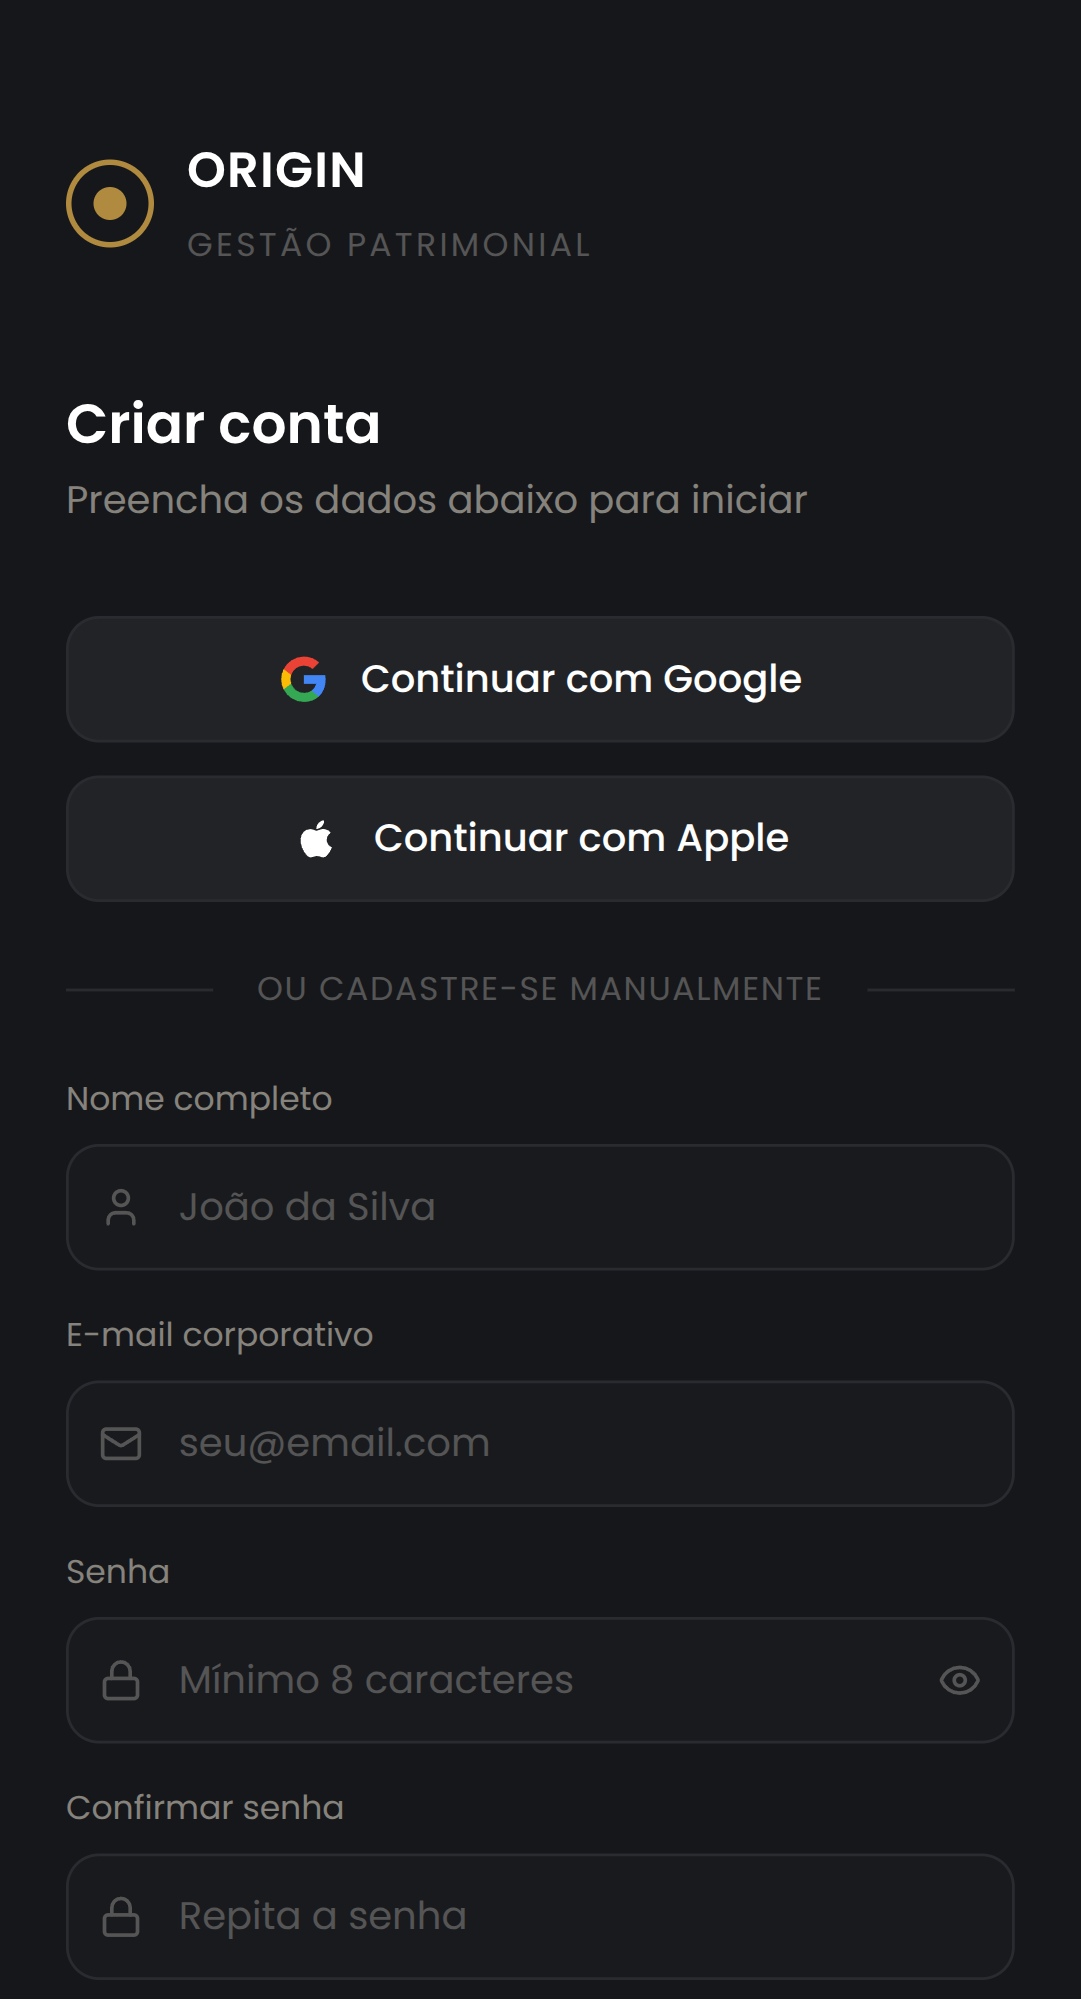 ORIGIN
GESTÃO PATRIMONIAL
Criar conta
Preencha os dados abaixo para iniciar
Continuar com Google
Continuar com Apple
OU CADASTRE-SE MANUALMENTE
Nome completo
João da Silva
E-mail corporativo
seu@email.com
Senha
Mínimo 8 caracteres
Confirmar senha
Repita a senha